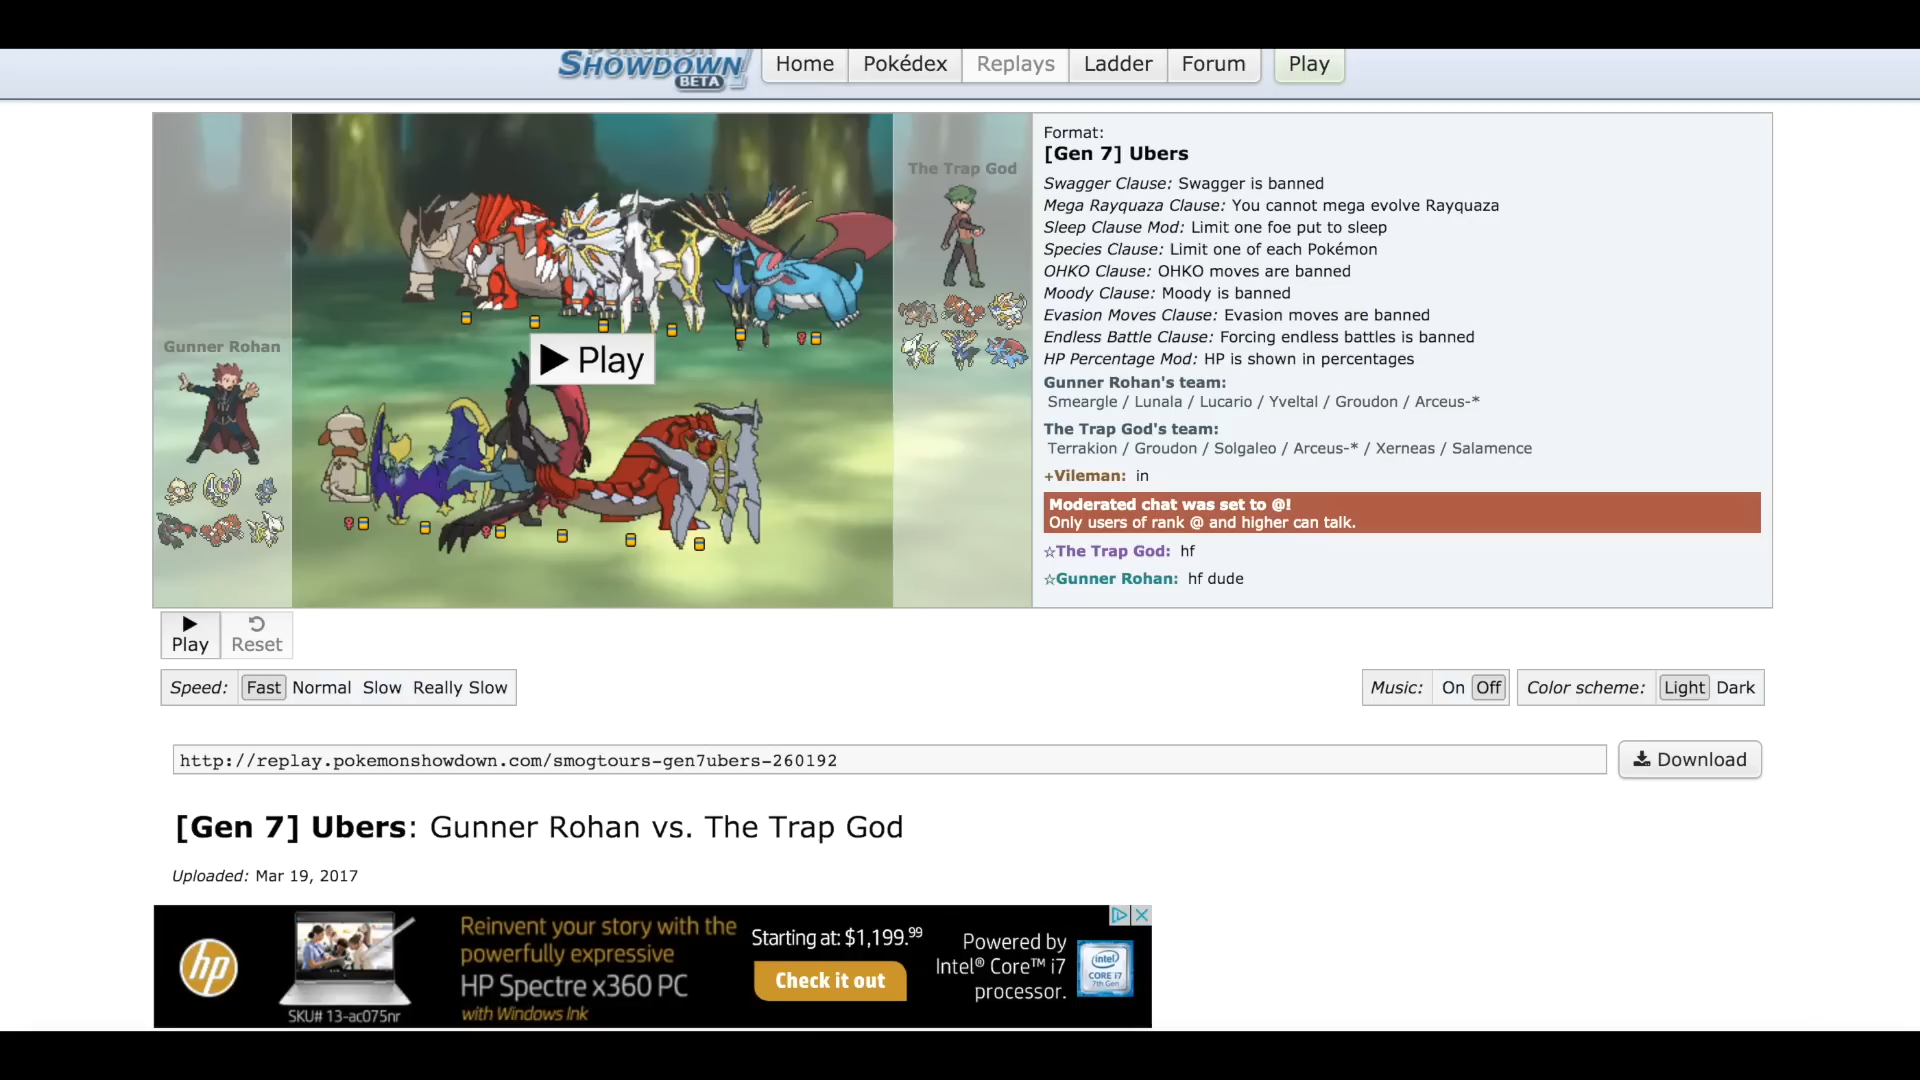 Pokémon
SHOWDOWN
BETA
Home
Pokédex
Replays
Ladder
Forum
Play
Gunner Rohan
The Trap God
Play
Format:
[Gen 7] Ubers
Swagger Clause: Swagger is banned
Mega Rayquaza Clause: You cannot mega evolve Rayquaza
Sleep Clause Mod: Limit one foe put to sleep
Species Clause: Limit one of each Pokémon
OHKO Clause: OHKO moves are banned
Moody Clause: Moody is banned
Evasion Moves Clause: Evasion moves are banned
Endless Battle Clause: Forcing endless battles is banned
HP Percentage Mod: HP is shown in percentages
Gunner Rohan's team:
Smeargle / Lunala / Lucario / Yveltal / Groudon / Arceus-*
The Trap God's team:
Terrakion / Groudon / Solgaleo / Arceus-* / Xerneas / Salamence
+Vileman: in
Moderated chat was set to @!
Only users of rank @ and higher can talk.
☆The Trap God: hf
☆Gunner Rohan: hf dude
Play
Reset
Speed: Fast Normal Slow Really Slow
Music: On Off
Color scheme: Light Dark
http://replay.pokemonshowdown.com/smogtours-gen7ubers-260192
Download
[Gen 7] Ubers: Gunner Rohan vs. The Trap God
Uploaded: Mar 19, 2017
hp
SKU# 13-ac075nr
Reinvent your story with the
powerfully expressive
HP Spectre x360 PC
with Windows Ink
Starting at: $1,199.99
Check it out
Powered by
Intel® Core™ i7
processor.
intel
CORE i7
7th Gen